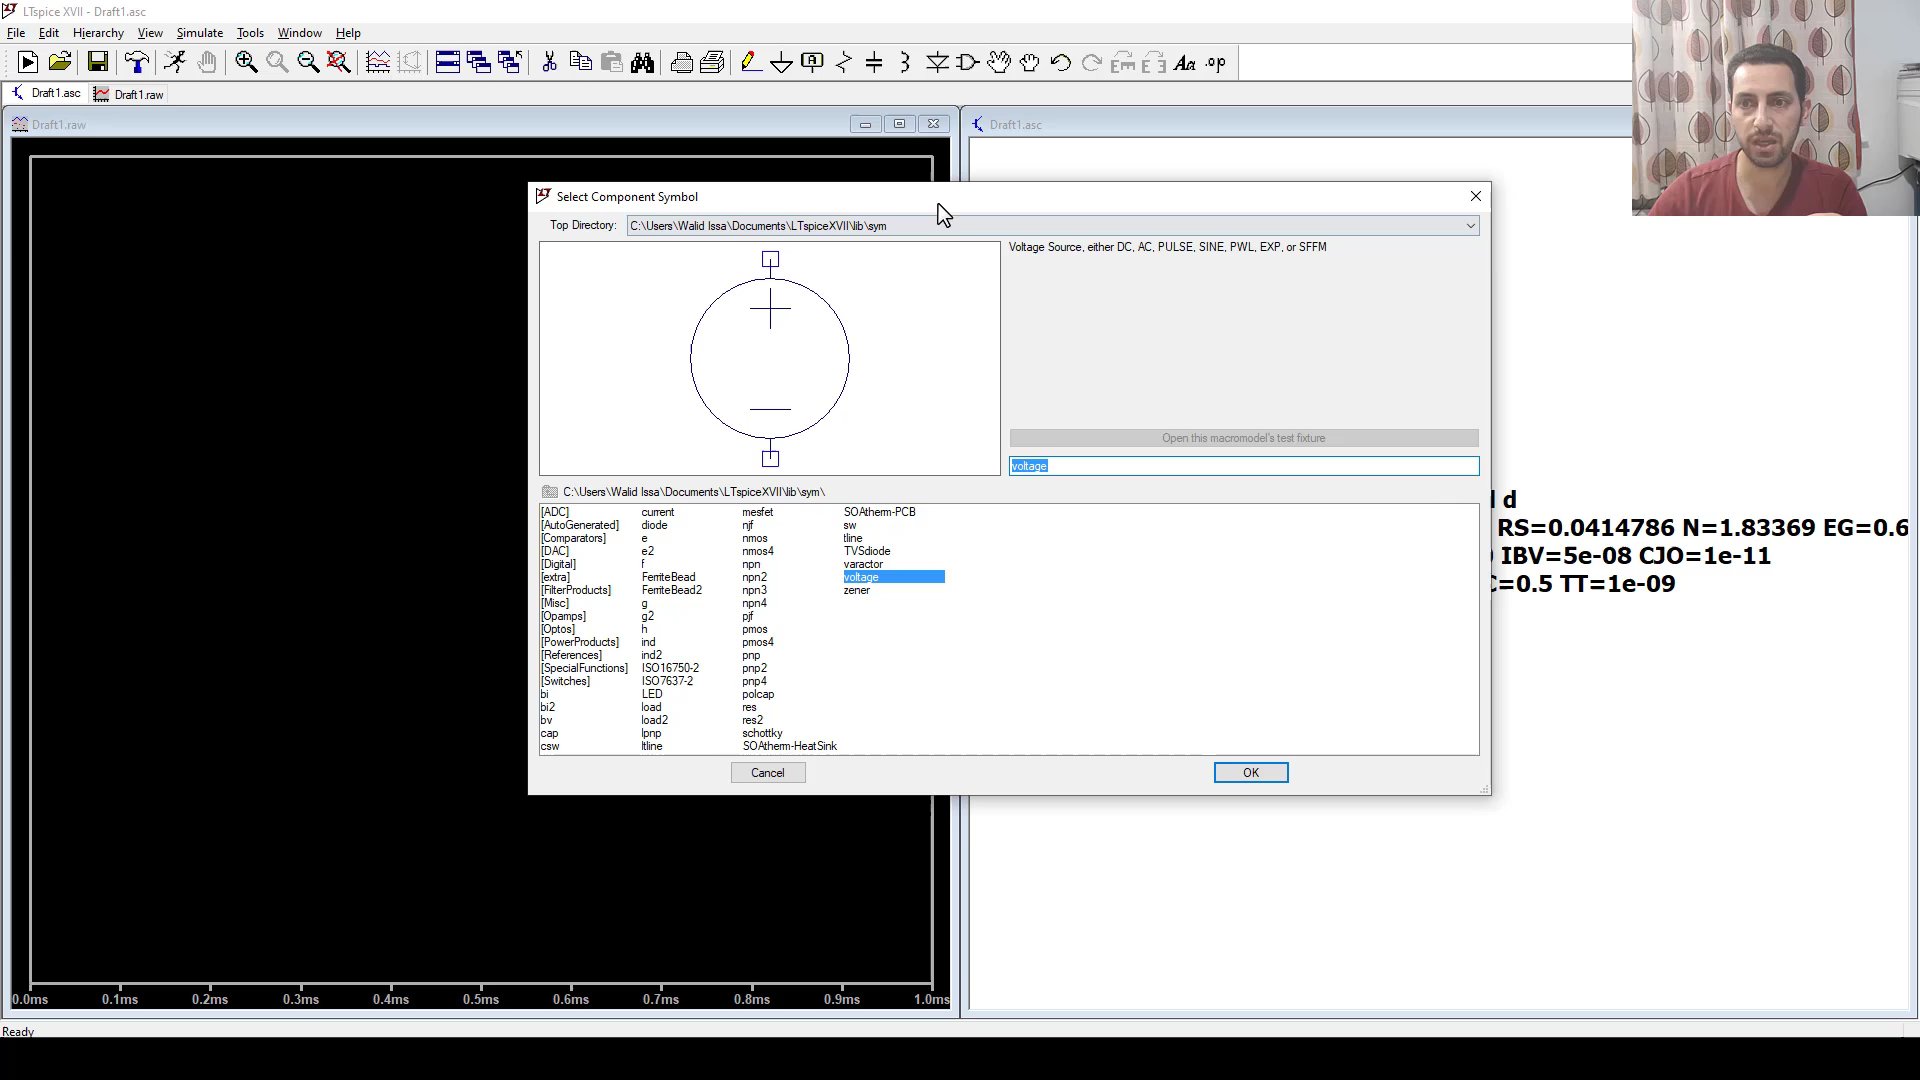 LTspice XVII - Draft1.asc
File Edit Hierarchy View Simulate Tools Window Help
Draft1.asc Draft1.raw
Draft1.raw
Draft1.asc
Select Component Symbol
Top Directory: C:\Users\Walid Issa\Documents\LTspiceXVII\lib\sym
Voltage Source, either DC, AC, PULSE, SINE, PWL, EXP, or SFFM
Open this macromodel's test fixture
voltage
C:\Users\Walid Issa\Documents\LTspiceXVII\lib\sym\
[ADC] current mesfet SOAtherm-PCB
[AutoGenerated] diode njf sw
[Comparators] e nmos tline
[DAC] e2 nmos4 TVSdiode
[Digital] f npn varactor
[extra] FerriteBead npn2 voltage
[FilterProducts] FerriteBead2 npn3 zener
[Misc] g npn4
[Opamps] g2 pjf
[Optos] h pmos
[PowerProducts] ind pmos4
[References] ind2 pnp
[SpecialFunctions] ISO16750-2 pnp2
[Switches] ISO7637-2 pnp4
bi LED polcap
bi2 load res
bv load2 res2
cap lpnp schottky
csw ltline SOAtherm-HeatSink
Cancel OK
d
RS=0.0414786 N=1.83369 EG=0.6
IBV=5e-08 CJO=1e-11
=0.5 TT=1e-09
0.0ms 0.1ms 0.2ms 0.3ms 0.4ms 0.5ms 0.6ms 0.7ms 0.8ms 0.9ms 1.0ms
Ready